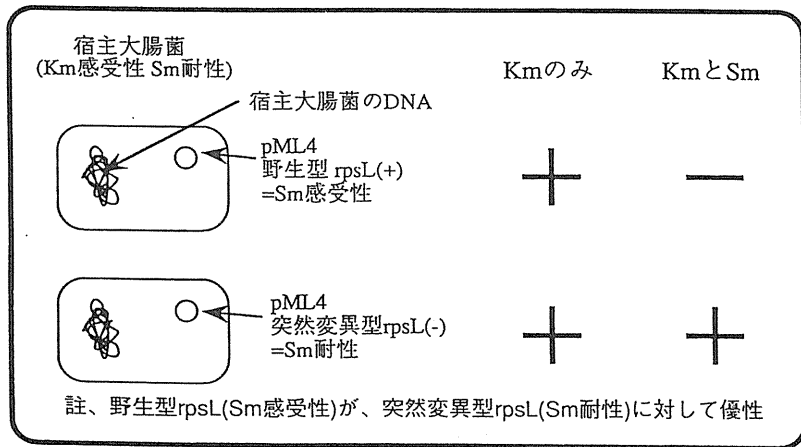 宿主大腸菌
(Km感受性 Sm耐性)
Kmのみ
KmとSm
宿主大腸菌のDNA
pML4
野生型 rpsL(+)
=Sm感受性
+
−
pML4
突然変異型rpsL(-)
=Sm耐性
+
+
註、野生型rpsL(Sm感受性)が、突然変異型rpsL(Sm耐性)に対して優性